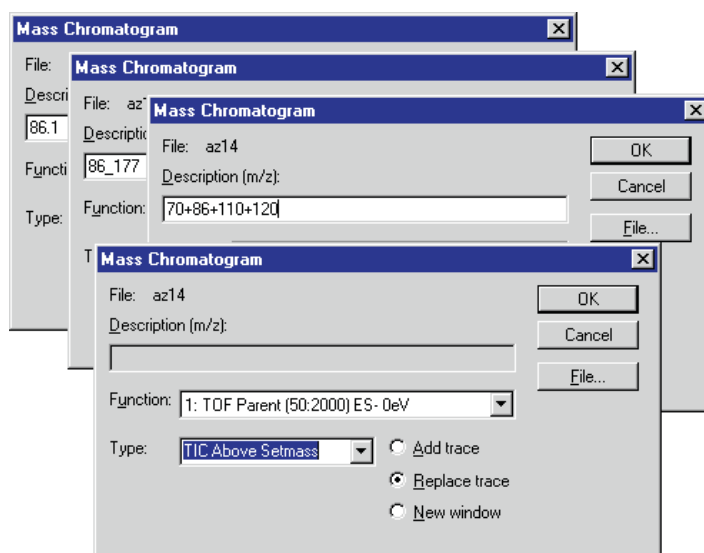 Mass Chromatogram
File:
Descri
86.1
Functi
Type:
Mass Chromatogram
File: az
Descriptic
86_177
Function:
T
Mass Chromatogram
File: az14
Description (m/z):
70+86+110+120
OK
Cancel
File...
Mass Chromatogram
File: az14
Description (m/z):
Function: 1: TOF Parent (50:2000) ES- 0eV
Type: TIC Above Setmass
Add trace
Replace trace
New window
OK
Cancel
File...